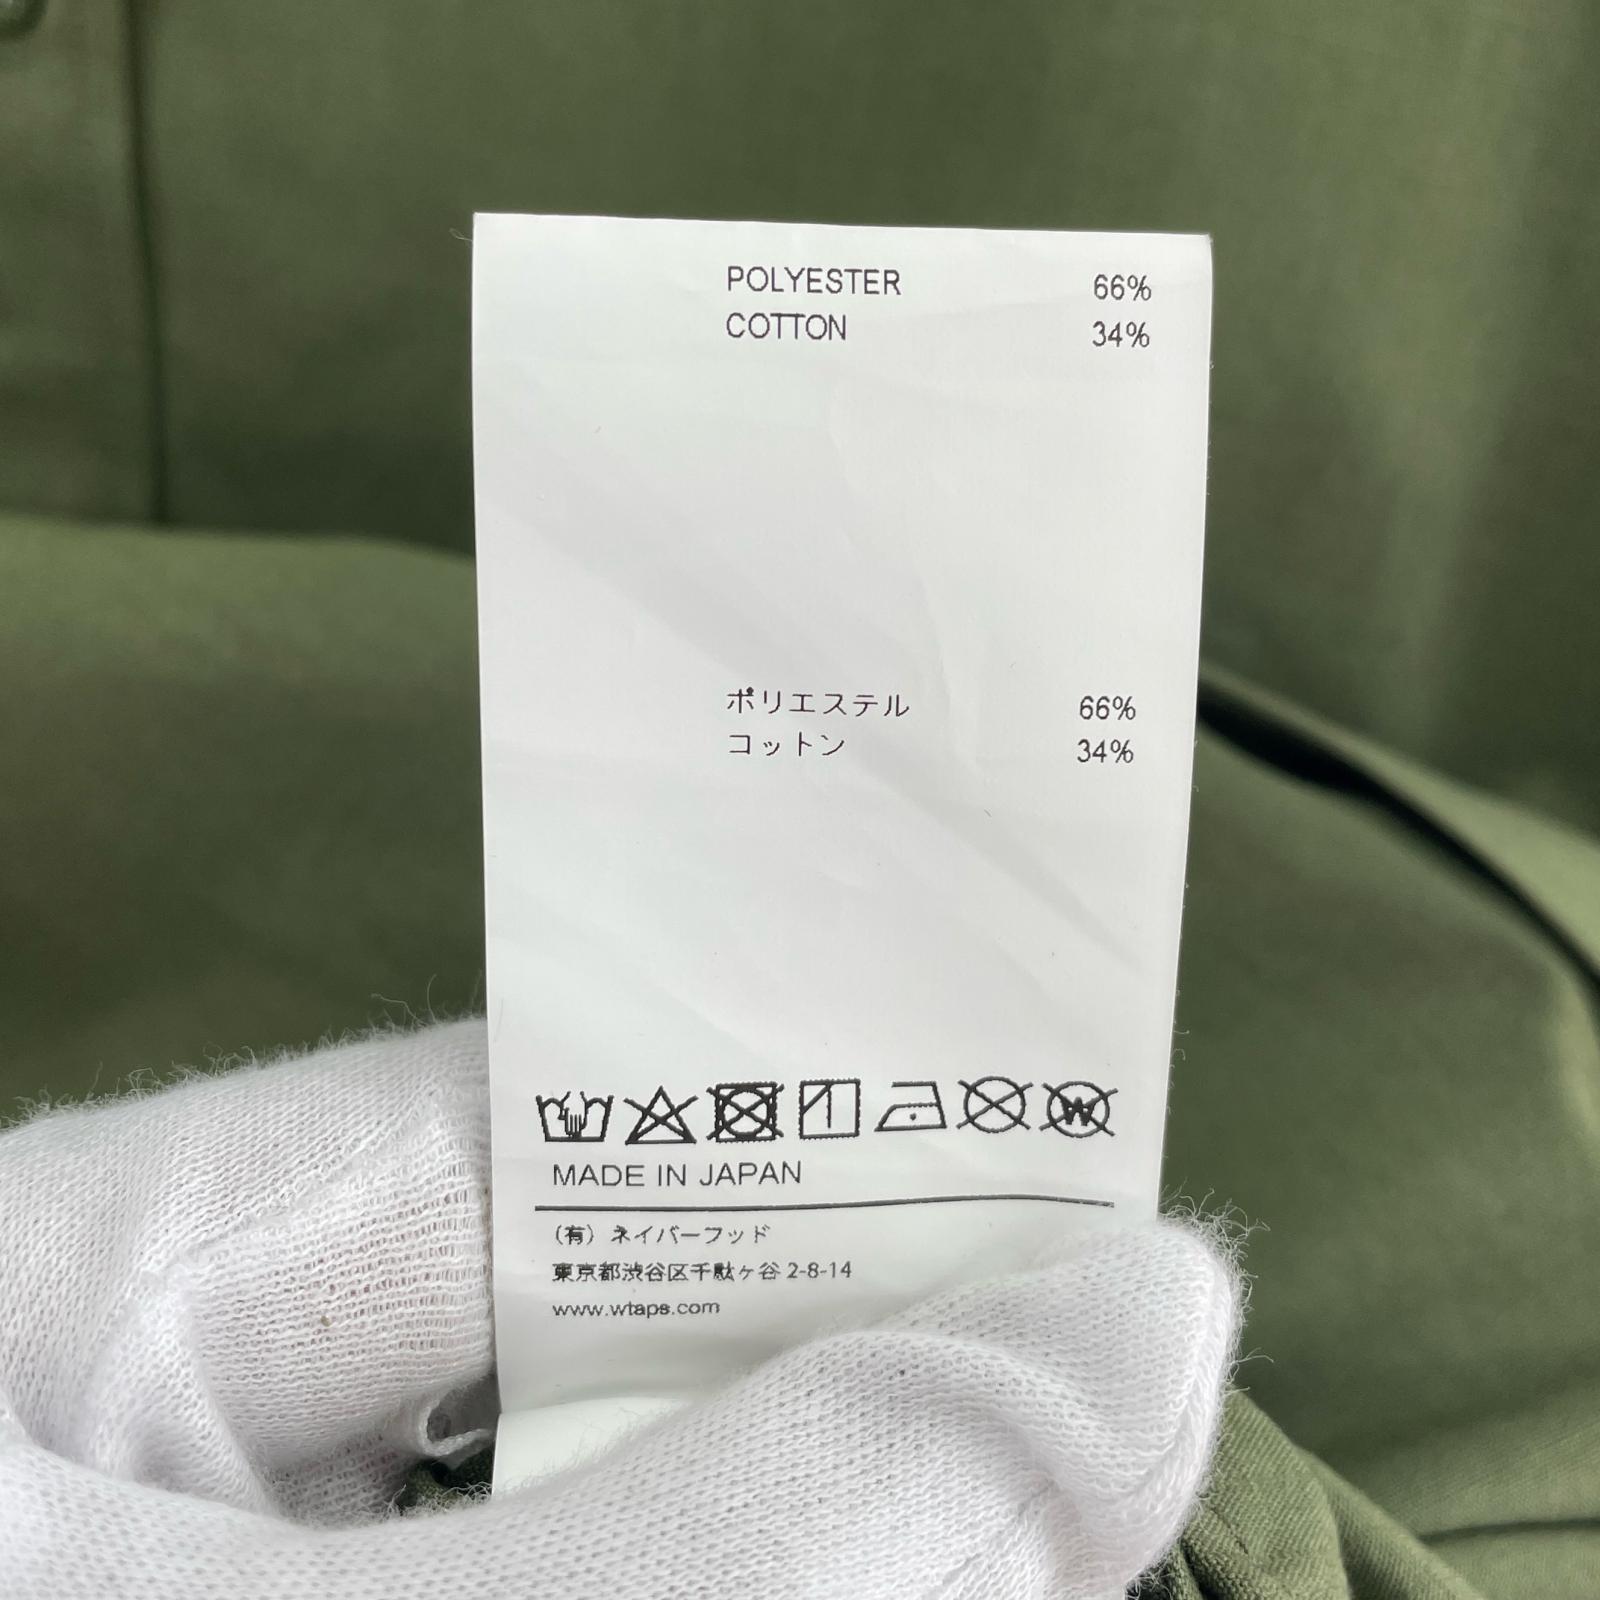 POLYESTER 66%
COTTON 34%
ポリエステル 66%
コットン 34%
MADE IN JAPAN
(有) ネイバーフッド
東京都渋谷区千駄ヶ谷 2-8-14
www.wtaps.com